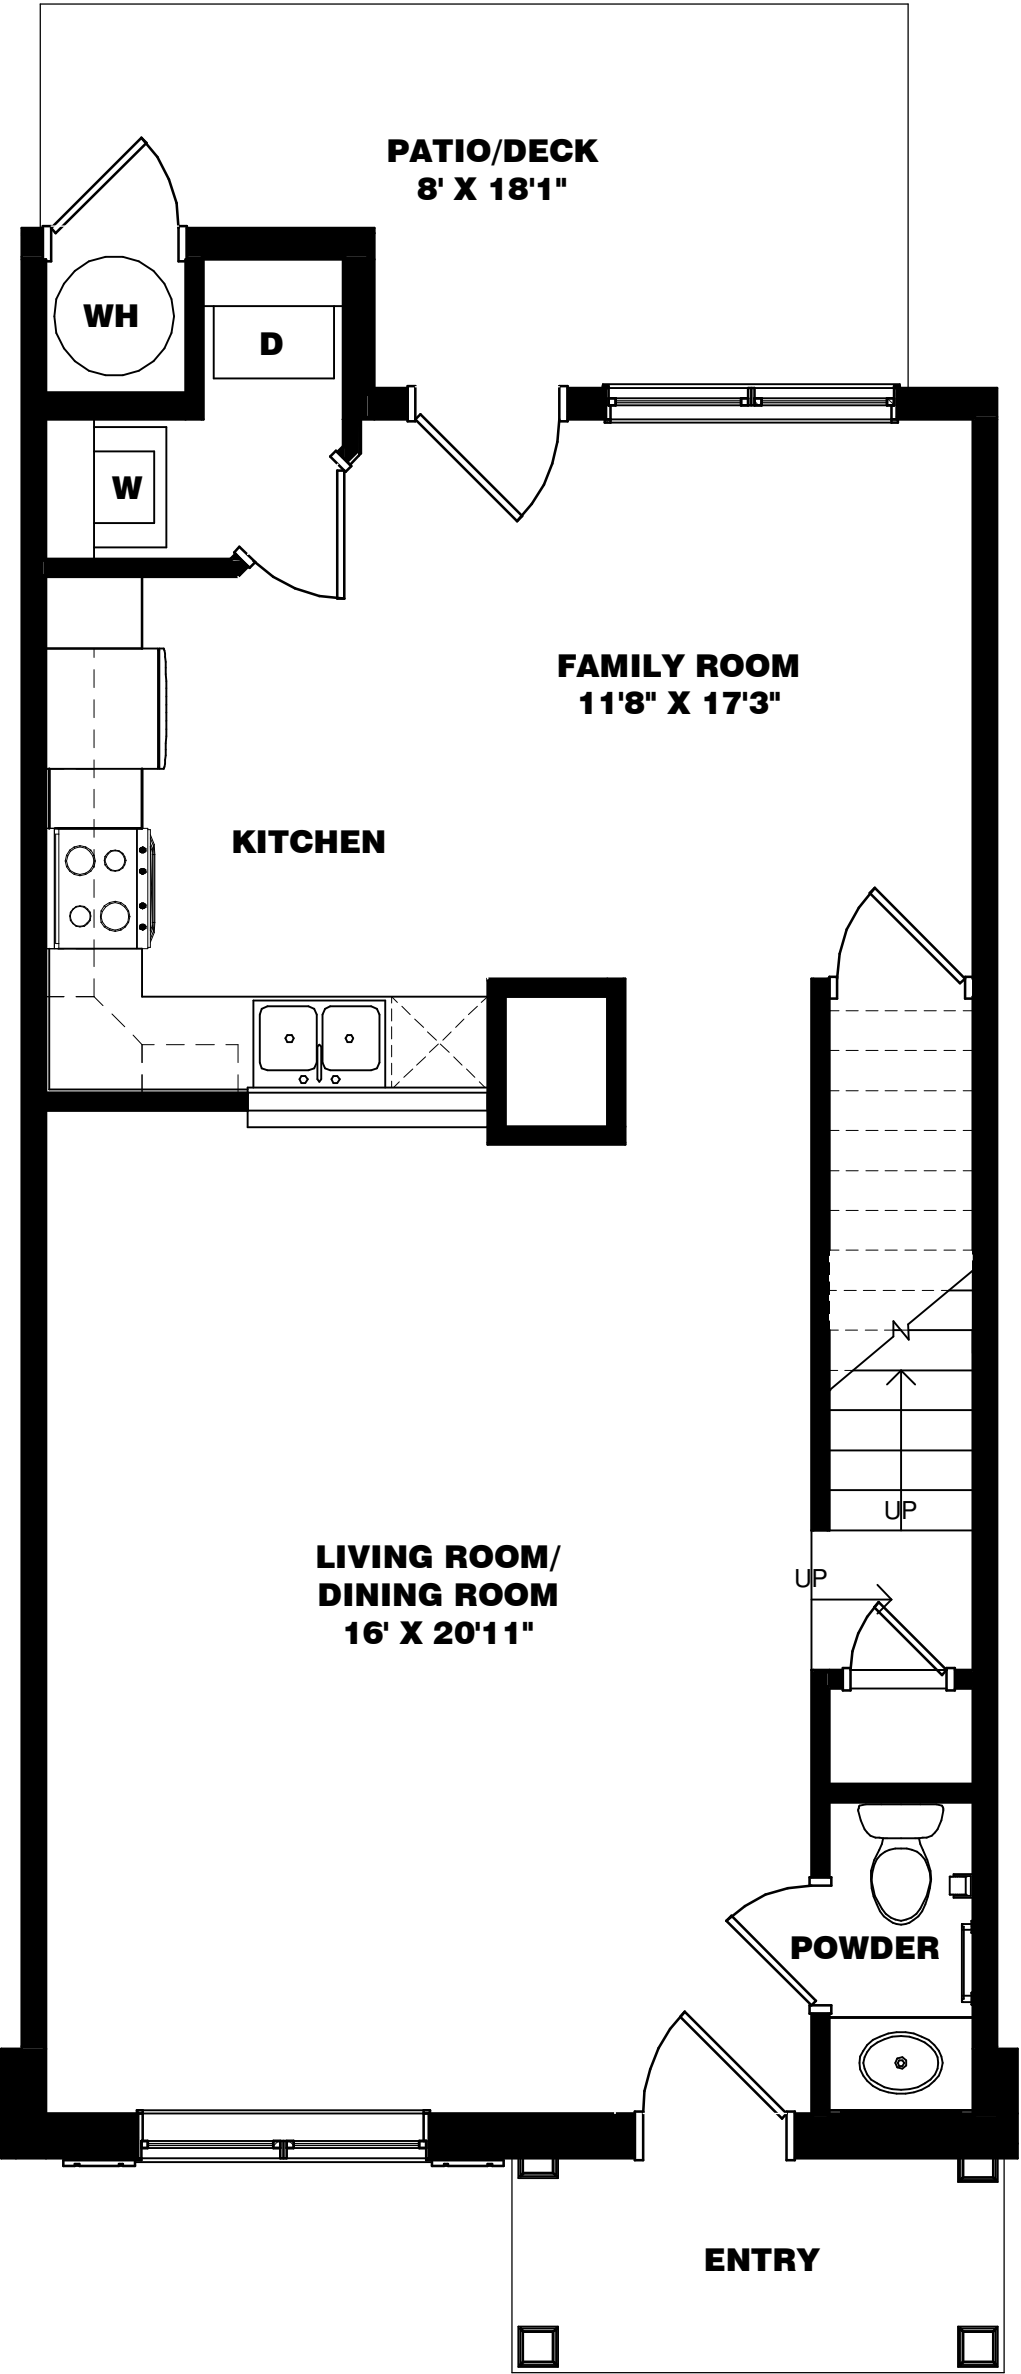 PATIO/DECK
8' X 18'1"
WH
D
W
FAMILY ROOM
11'8" X 17'3"
KITCHEN
UP
LIVING ROOM/
DINING ROOM
16' X 20'11"
UP
POWDER
ENTRY